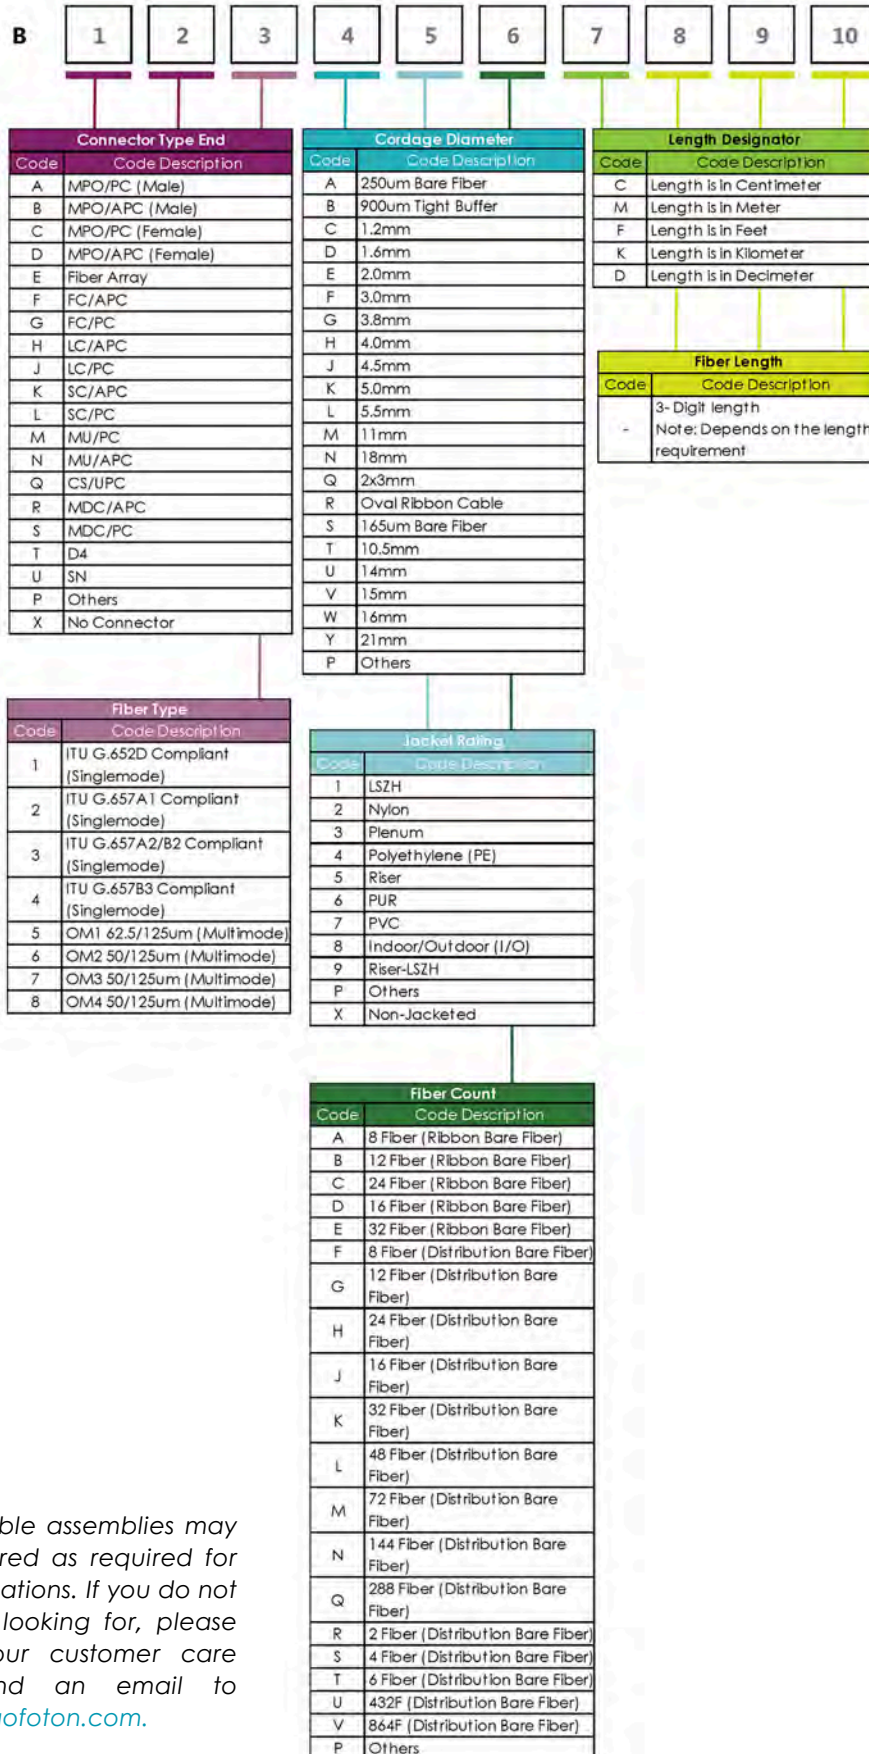 B 1 2 3 4 5 6 7 8 9 10
Connector Type End
Code Code Description
A MPO/PC (Male)
B MPO/APC (Male)
C MPO/PC (Female)
D MPO/APC (Female)
E Fiber Array
F FC/APC
G FC/PC
H LC/APC
J LC/PC
K SC/APC
L SC/PC
M MU/PC
N MU/APC
Q CS/UPC
R MDC/APC
S MDC/PC
T D4
U SN
P Others
X No Connector
Fiber Type
Code Code Description
1 ITU G.652D Compliant
(Singlemode)
2 ITU G.657A1 Compliant
(Singlemode)
3 ITU G.657A2/B2 Compliant
(Singlemode)
4 ITU G.657B3 Compliant
(Singlemode)
5 OM1 62.5/125um (Multimode)
6 OM2 50/125um (Multimode)
7 OM3 50/125um (Multimode)
8 OM4 50/125um (Multimode)
Cordage Diameter
Code Code Description
A 250um Bare Fiber
B 900um Tight Buffer
C 1.2mm
D 1.6mm
E 2.0mm
F 3.0mm
G 3.8mm
H 4.0mm
J 4.5mm
K 5.0mm
L 5.5mm
M 11mm
N 18mm
Q 2x3mm
R Oval Ribbon Cable
S 165um Bare Fiber
T 10.5mm
U 14mm
V 15mm
W 16mm
Y 21mm
P Others
Jacket Rating
Code Code Description
1 LSZH
2 Nylon
3 Plenum
4 Polyethylene (PE)
5 Riser
6 PUR
7 PVC
8 Indoor/Outdoor (I/O)
9 Riser-LSZH
P Others
X Non-Jacketed
Fiber Count
Code Code Description
A 8 Fiber (Ribbon Bare Fiber)
B 12 Fiber (Ribbon Bare Fiber)
C 24 Fiber (Ribbon Bare Fiber)
D 16 Fiber (Ribbon Bare Fiber)
E 32 Fiber (Ribbon Bare Fiber)
F 8 Fiber (Distribution Bare Fiber)
G 12 Fiber (Distribution Bare
Fiber)
H 24 Fiber (Distribution Bare
Fiber)
J 16 Fiber (Distribution Bare
Fiber)
K 32 Fiber (Distribution Bare
Fiber)
L 48 Fiber (Distribution Bare
Fiber)
M 72 Fiber (Distribution Bare
Fiber)
N 144 Fiber (Distribution Bare
Fiber)
Q 288 Fiber (Distribution Bare
Fiber)
R 2 Fiber (Distribution Bare Fiber)
S 4 Fiber (Distribution Bare Fiber)
T 6 Fiber (Distribution Bare Fiber)
U 432F (Distribution Bare Fiber)
V 864F (Distribution Bare Fiber)
P Others
Length Designator
Code Code Description
C Length is in Centimeter
M Length is in Meter
F Length is in Feet
K Length is in Kilometer
D Length is in Decimeter
Fiber Length
Code Code Description
- 3- Digit length
Note: Depends on the length
requirement
ble assemblies may
red as required for
ations. If you do not
looking for, please
our customer care
nd an email to
ofoton.com.